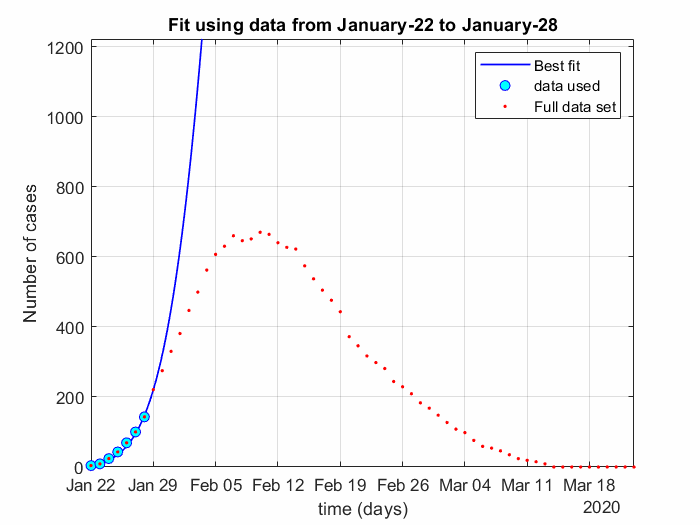 Fit using data from January-22 to January-28
Best fit
data used
Full data set
Number of cases
1200
1000
800
600
400
200
0
Jan 22 Jan 29 Feb 05 Feb 12 Feb 19 Feb 26 Mar 04 Mar 11 Mar 18
2020
time (days)